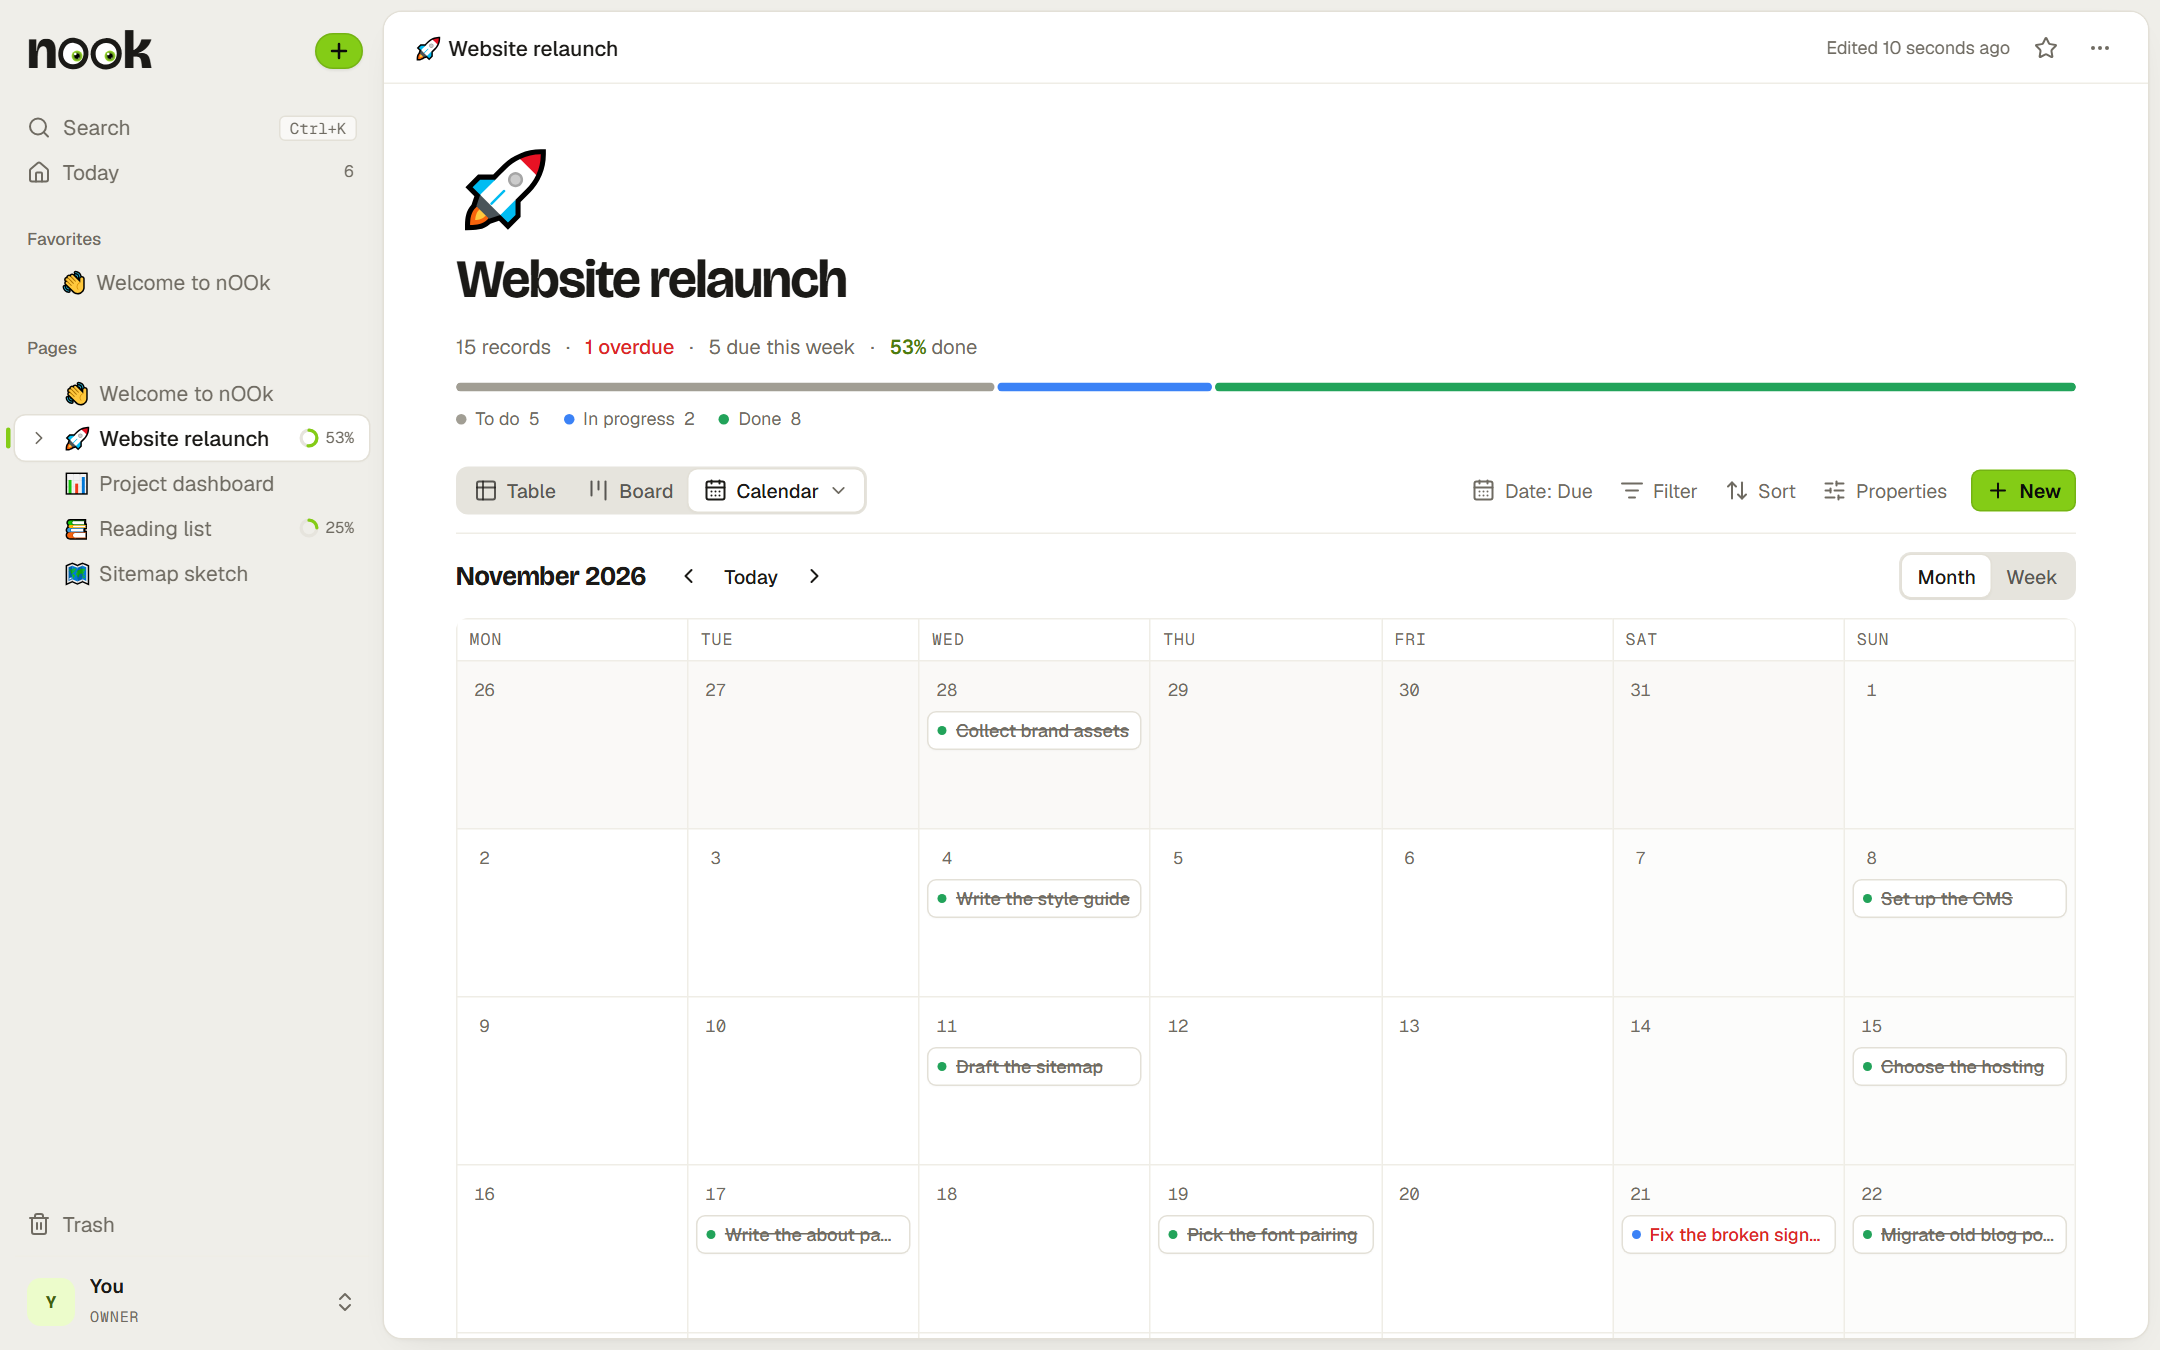 nook
Search Ctrl+K
Today 6
Favorites
Welcome to nOOk
Pages
Welcome to nOOk
Website relaunch 53%
Project dashboard
Reading list 25%
Sitemap sketch
Trash
Y
You
OWNER
Website relaunch
Edited 10 seconds ago
Website relaunch
15 records · 1 overdue · 5 due this week · 53% done
To do 5 In progress 2 Done 8
Table Board Calendar
Date: Due Filter Sort Properties New
November 2026 Today
Month Week
MON TUE WED THU FRI SAT SUN
26 27 28 29 30 31 1
Collect brand assets
2 3 4 5 6 7 8
Write the style guide Set up the CMS
9 10 11 12 13 14 15
Draft the sitemap Choose the hosting
16 17 18 19 20 21 22
Write the about pa... Pick the font pairing Fix the broken sign... Migrate old blog po...